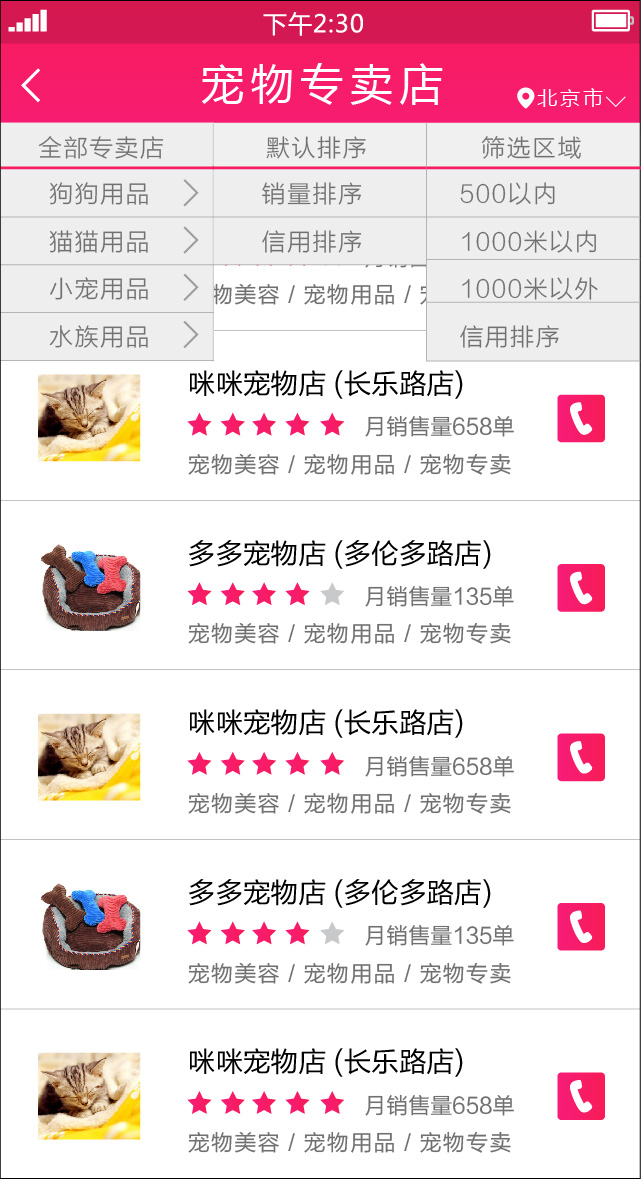 下午2:30
宠物专卖店
北京市
全部专卖店 默认排序 筛选区域
狗狗用品 销量排序 500以内
猫猫用品 信用排序 1000米以内
小宠用品 物美容 / 宠物用品 / 1000米以外
水族用品 信用排序
咪咪宠物店 (长乐路店)
月销售量658单
宠物美容 / 宠物用品 / 宠物专卖
多多宠物店 (多伦多路店)
月销售量135单
宠物美容 / 宠物用品 / 宠物专卖
咪咪宠物店 (长乐路店)
月销售量658单
宠物美容 / 宠物用品 / 宠物专卖
多多宠物店 (多伦多路店)
月销售量135单
宠物美容 / 宠物用品 / 宠物专卖
咪咪宠物店 (长乐路店)
月销售量658单
宠物美容 / 宠物用品 / 宠物专卖